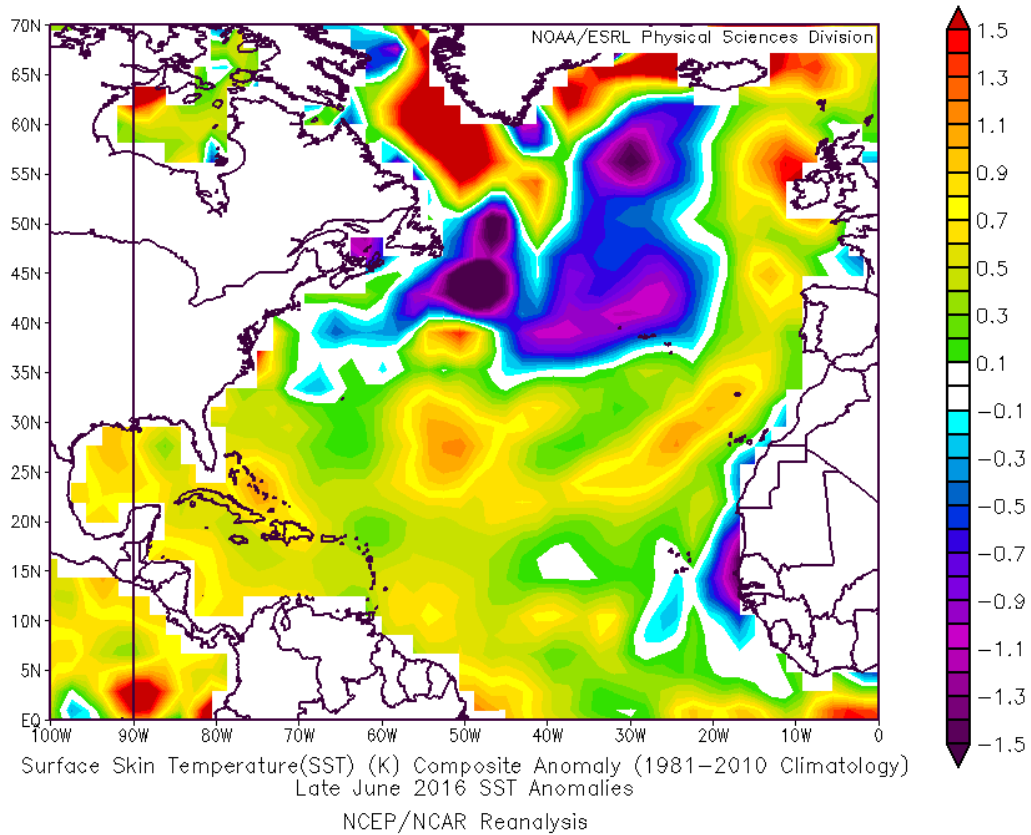 NOAA/ESRL Physical Sciences Division
70N
65N
60N
55N
50N
45N
40N
35N
30N
25N
20N
15N
10N
5N
EQ
100W 90W 80W 70W 60W 50W 40W 30W 20W 10W 0
1.5
1.3
1.1
0.9
0.7
0.5
0.3
0.1
−0.1
−0.3
−0.5
−0.7
−0.9
−1.1
−1.3
−1.5
Surface Skin Temperature(SST) (K) Composite Anomaly (1981−2010 Climatology)
Late June 2016 SST Anomalies
NCEP/NCAR Reanalysis